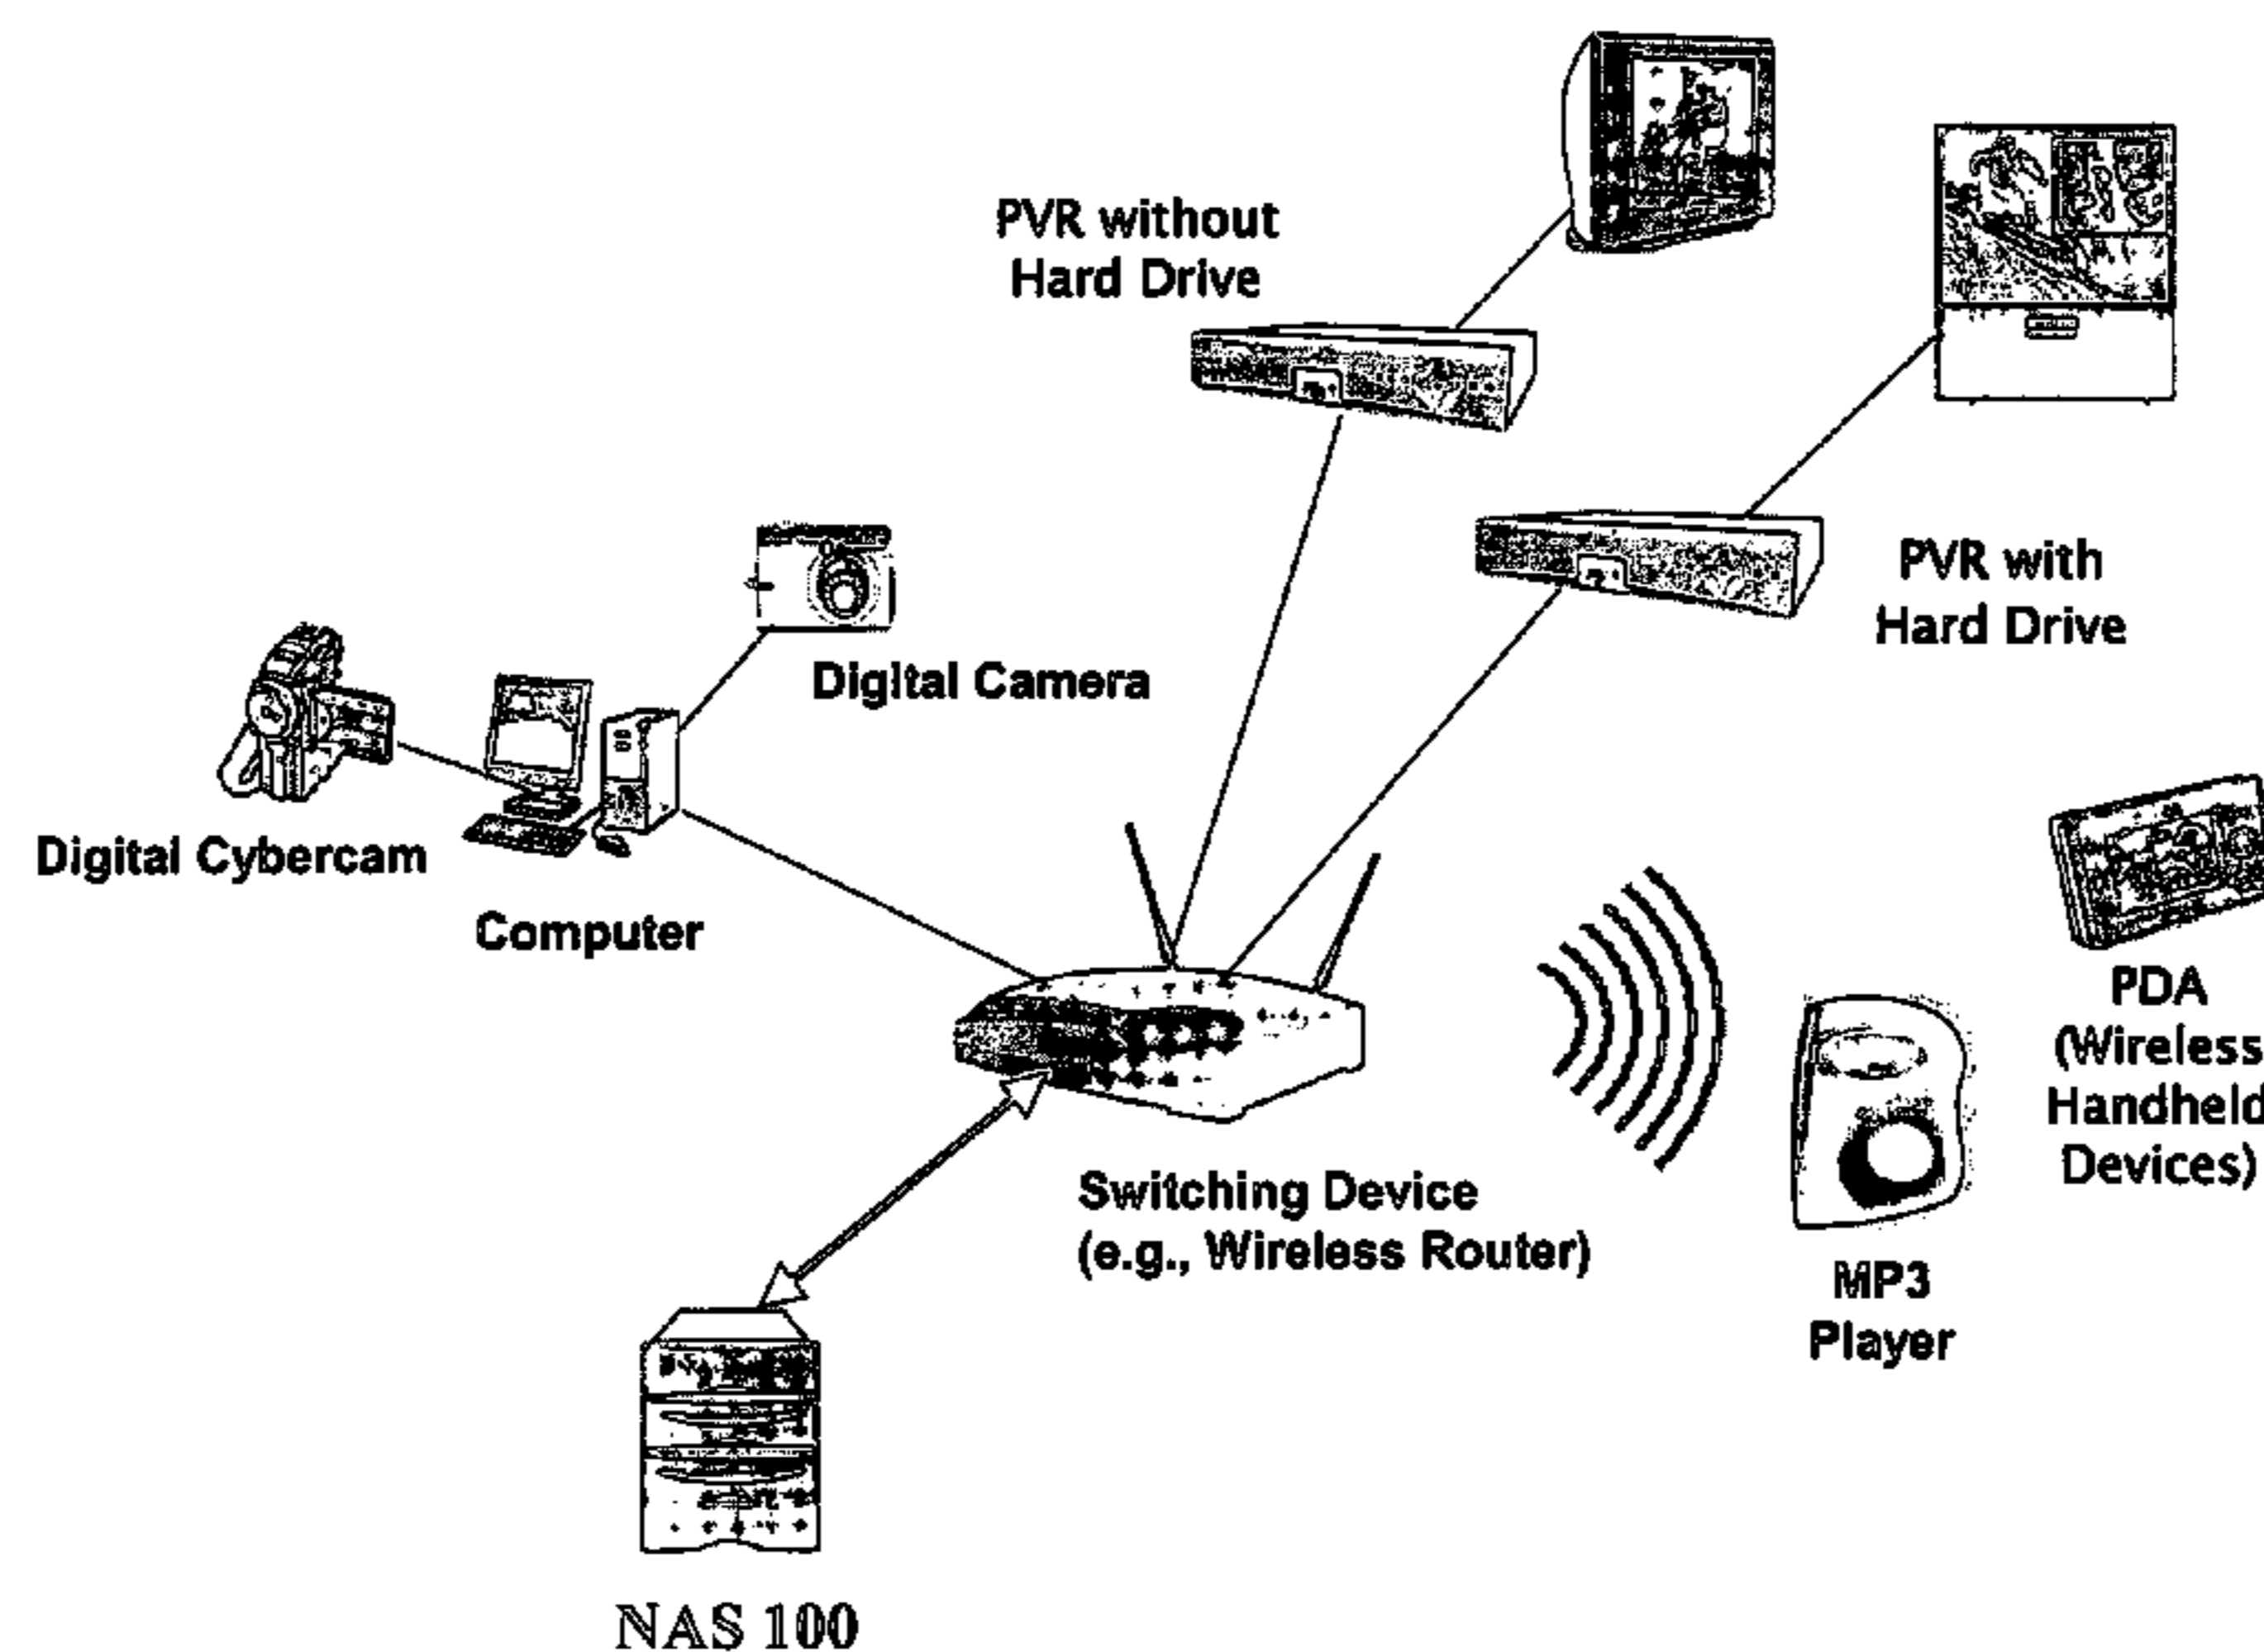 PVR without
Hard Drive
PVR with
Hard Drive
Digital Camera
Digital Cybercam
Computer
PDA
(Wireless
Handheld
Devices)
Switching Device
(e.g., Wireless Router)
MP3
Player
NAS 100